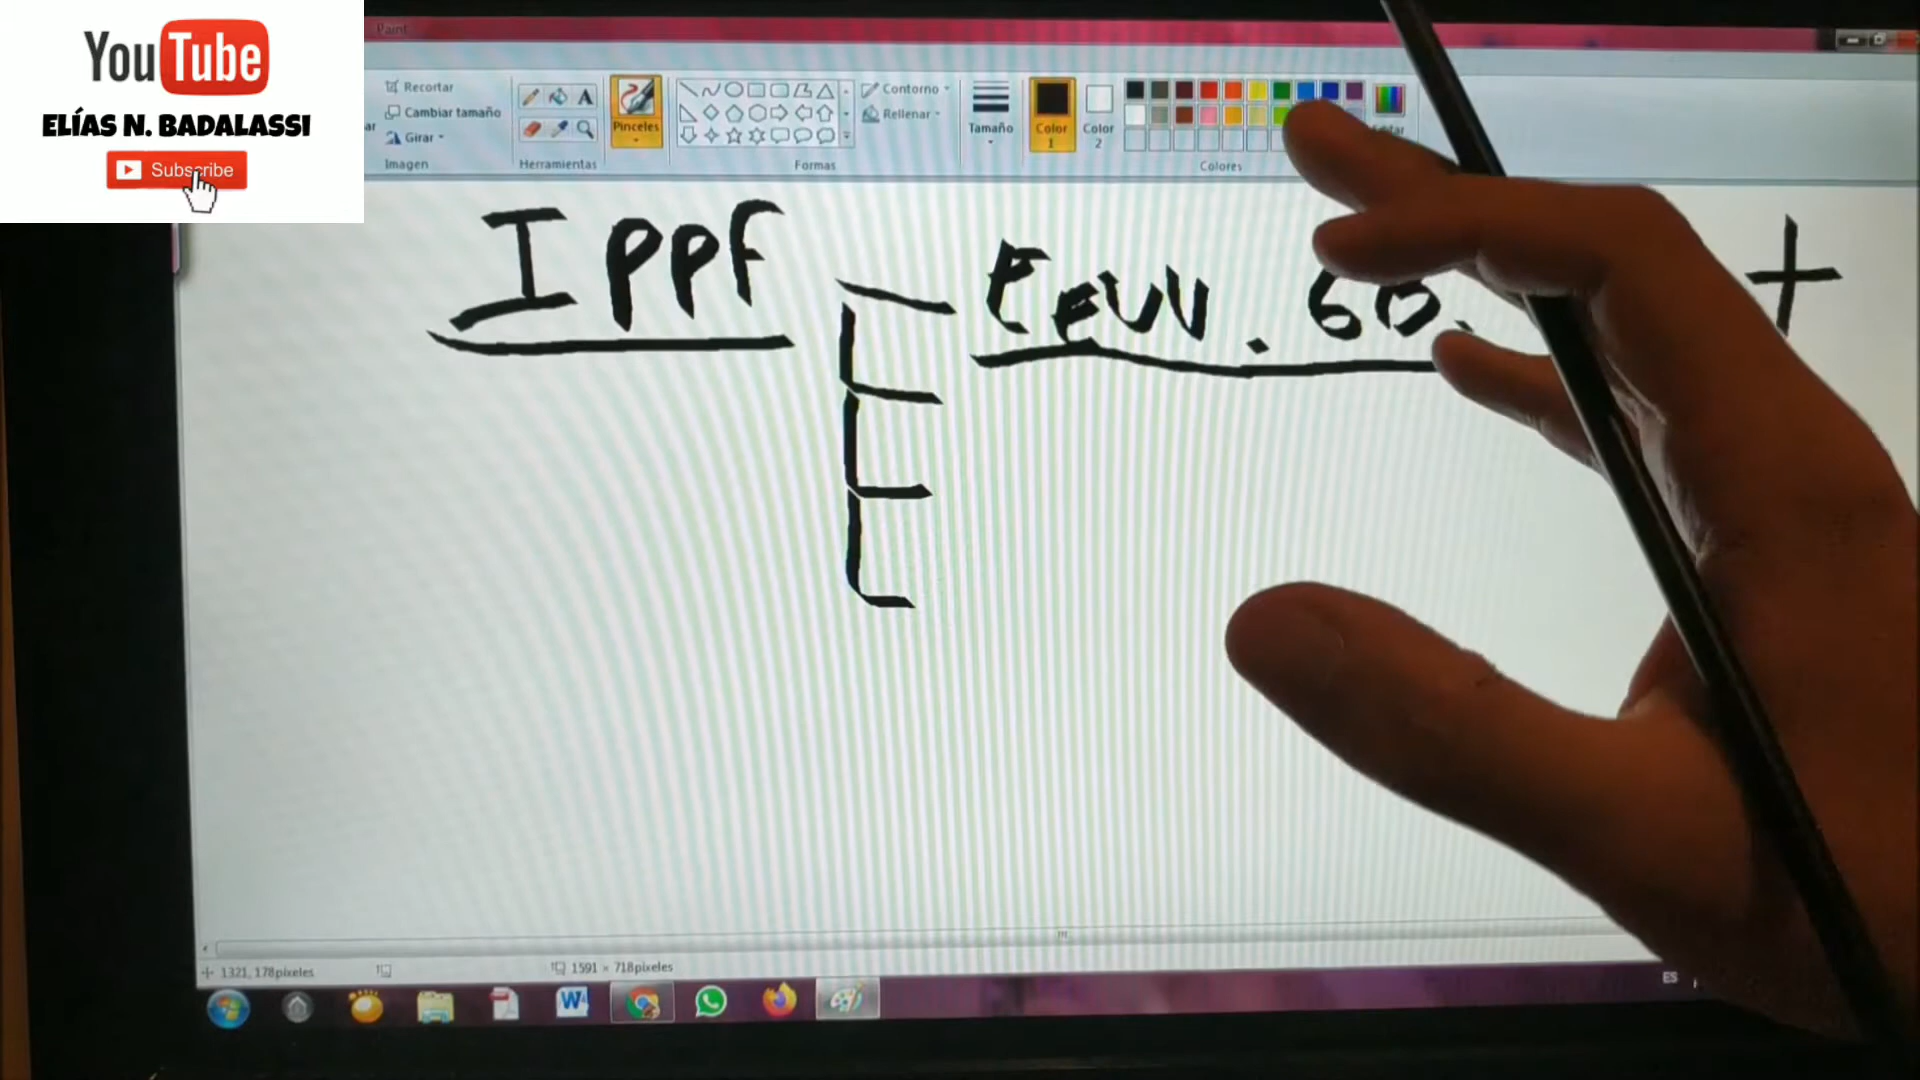 YouTube
ELÍAS N. BADALASSI
Subscribe
Paint
Recortar
Cambiar tamaño
Girar
Imagen
Herramientas
Pinceles
Formas
Contorno
Rellenar
Tamaño
Color 1
Color 2
Colores
IPPF
+
1321, 178píxeles
1591 × 718píxeles
ES